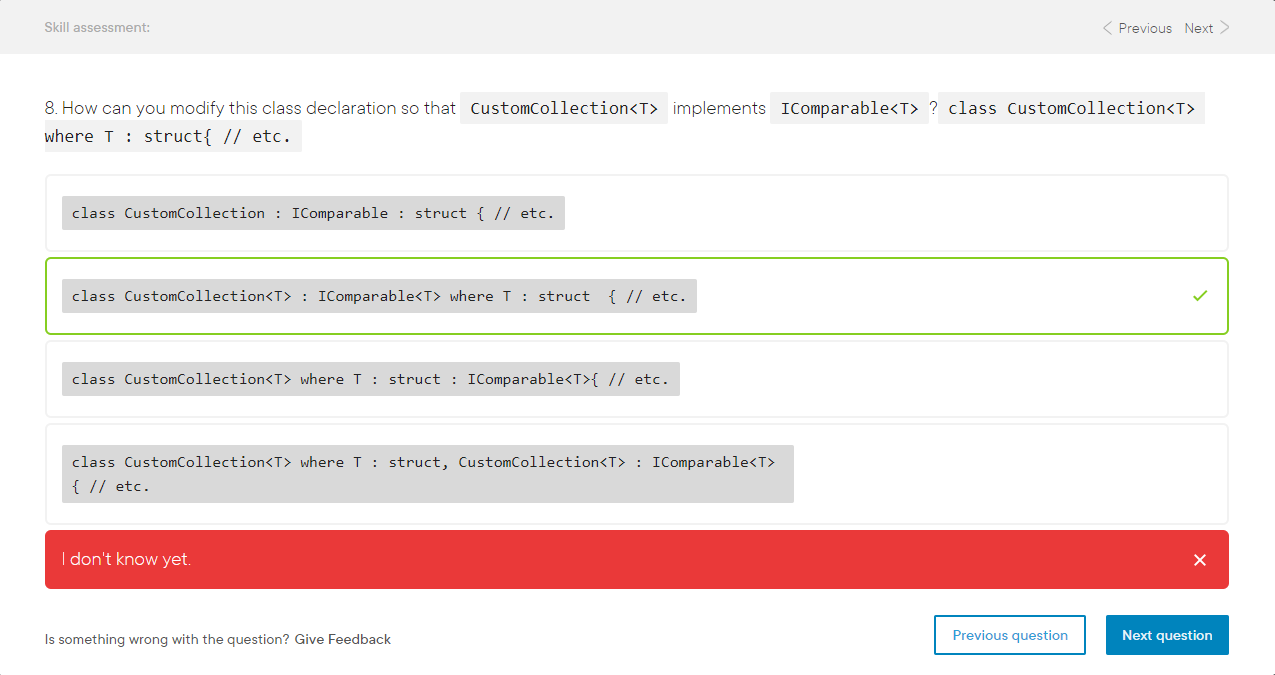 Skill assessment:
Previous Next
8. How can you modify this class declaration so that CustomCollection<T> implements IComparable<T> ? class CustomCollection<T>
where T : struct{ // etc.
class CustomCollection : IComparable : struct { // etc.
class CustomCollection<T> : IComparable<T> where T : struct  { // etc.
class CustomCollection<T> where T : struct : IComparable<T>{ // etc.
class CustomCollection<T> where T : struct, CustomCollection<T> : IComparable<T>
{ // etc.
I don't know yet.
Is something wrong with the question? Give Feedback
Previous question Next question